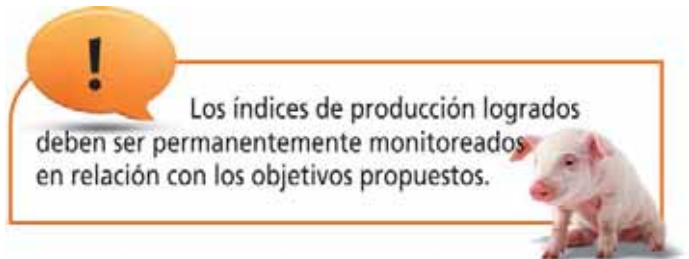 !
Los índices de producción logrados
deben ser permanentemente monitoreados
en relación con los objetivos propuestos.